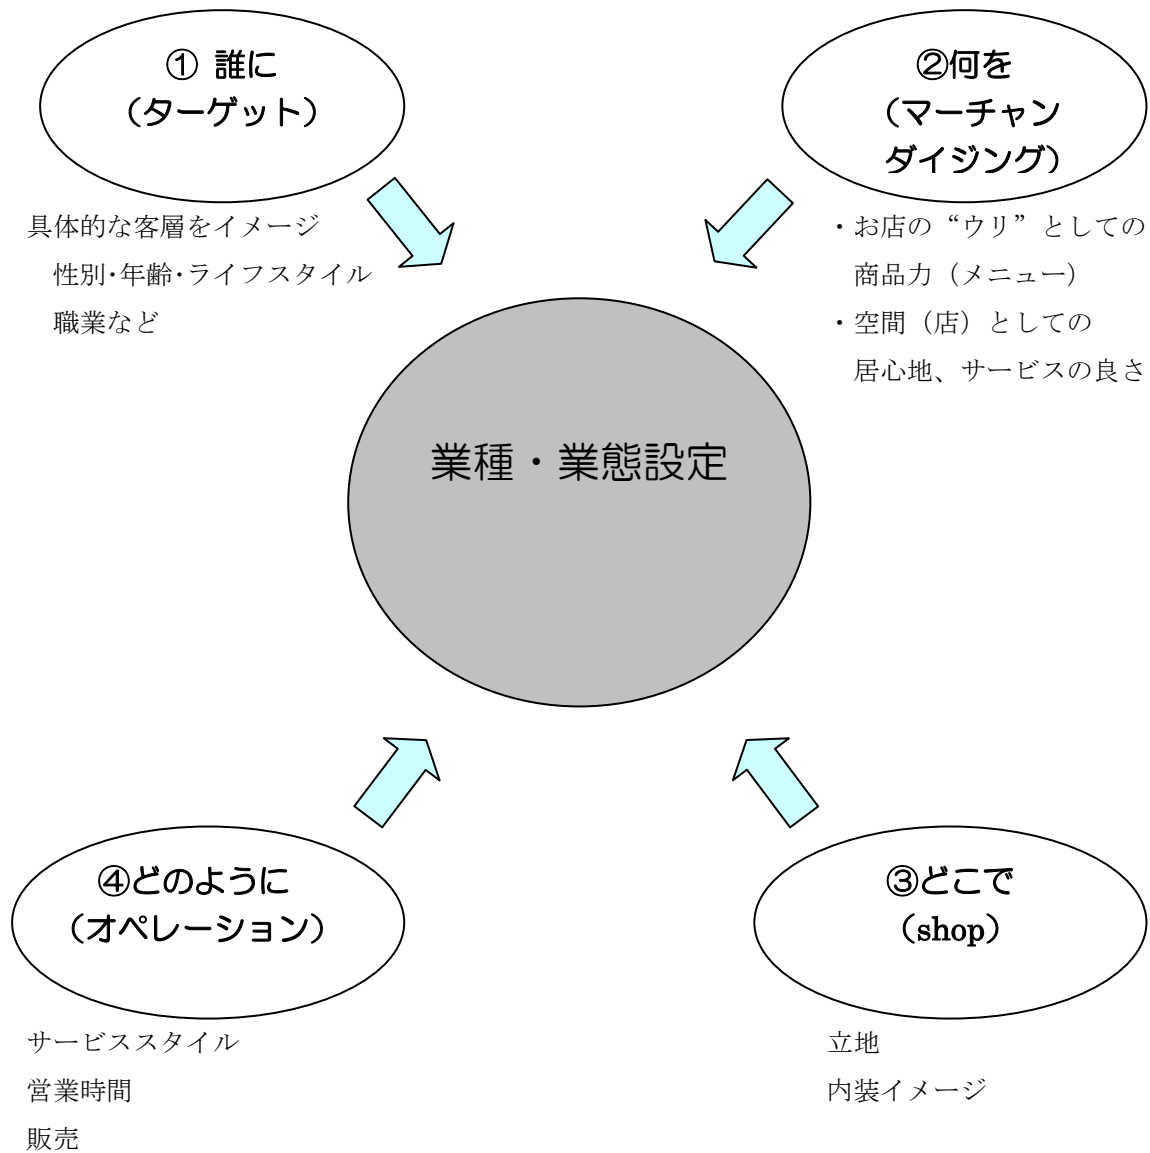 ① 誰に
（ターゲット）
具体的な客層をイメージ
性別･年齢･ライフスタイル
職業など
②何を
（マーチャン
ダイジング）
・お店の“ウリ”としての
商品力（メニュー）
・空間（店）としての
居心地、サービスの良さ
業種・業態設定
③どこで
（shop）
立地
内装イメージ
④どのように
（オペレーション）
サービススタイル
営業時間
販売